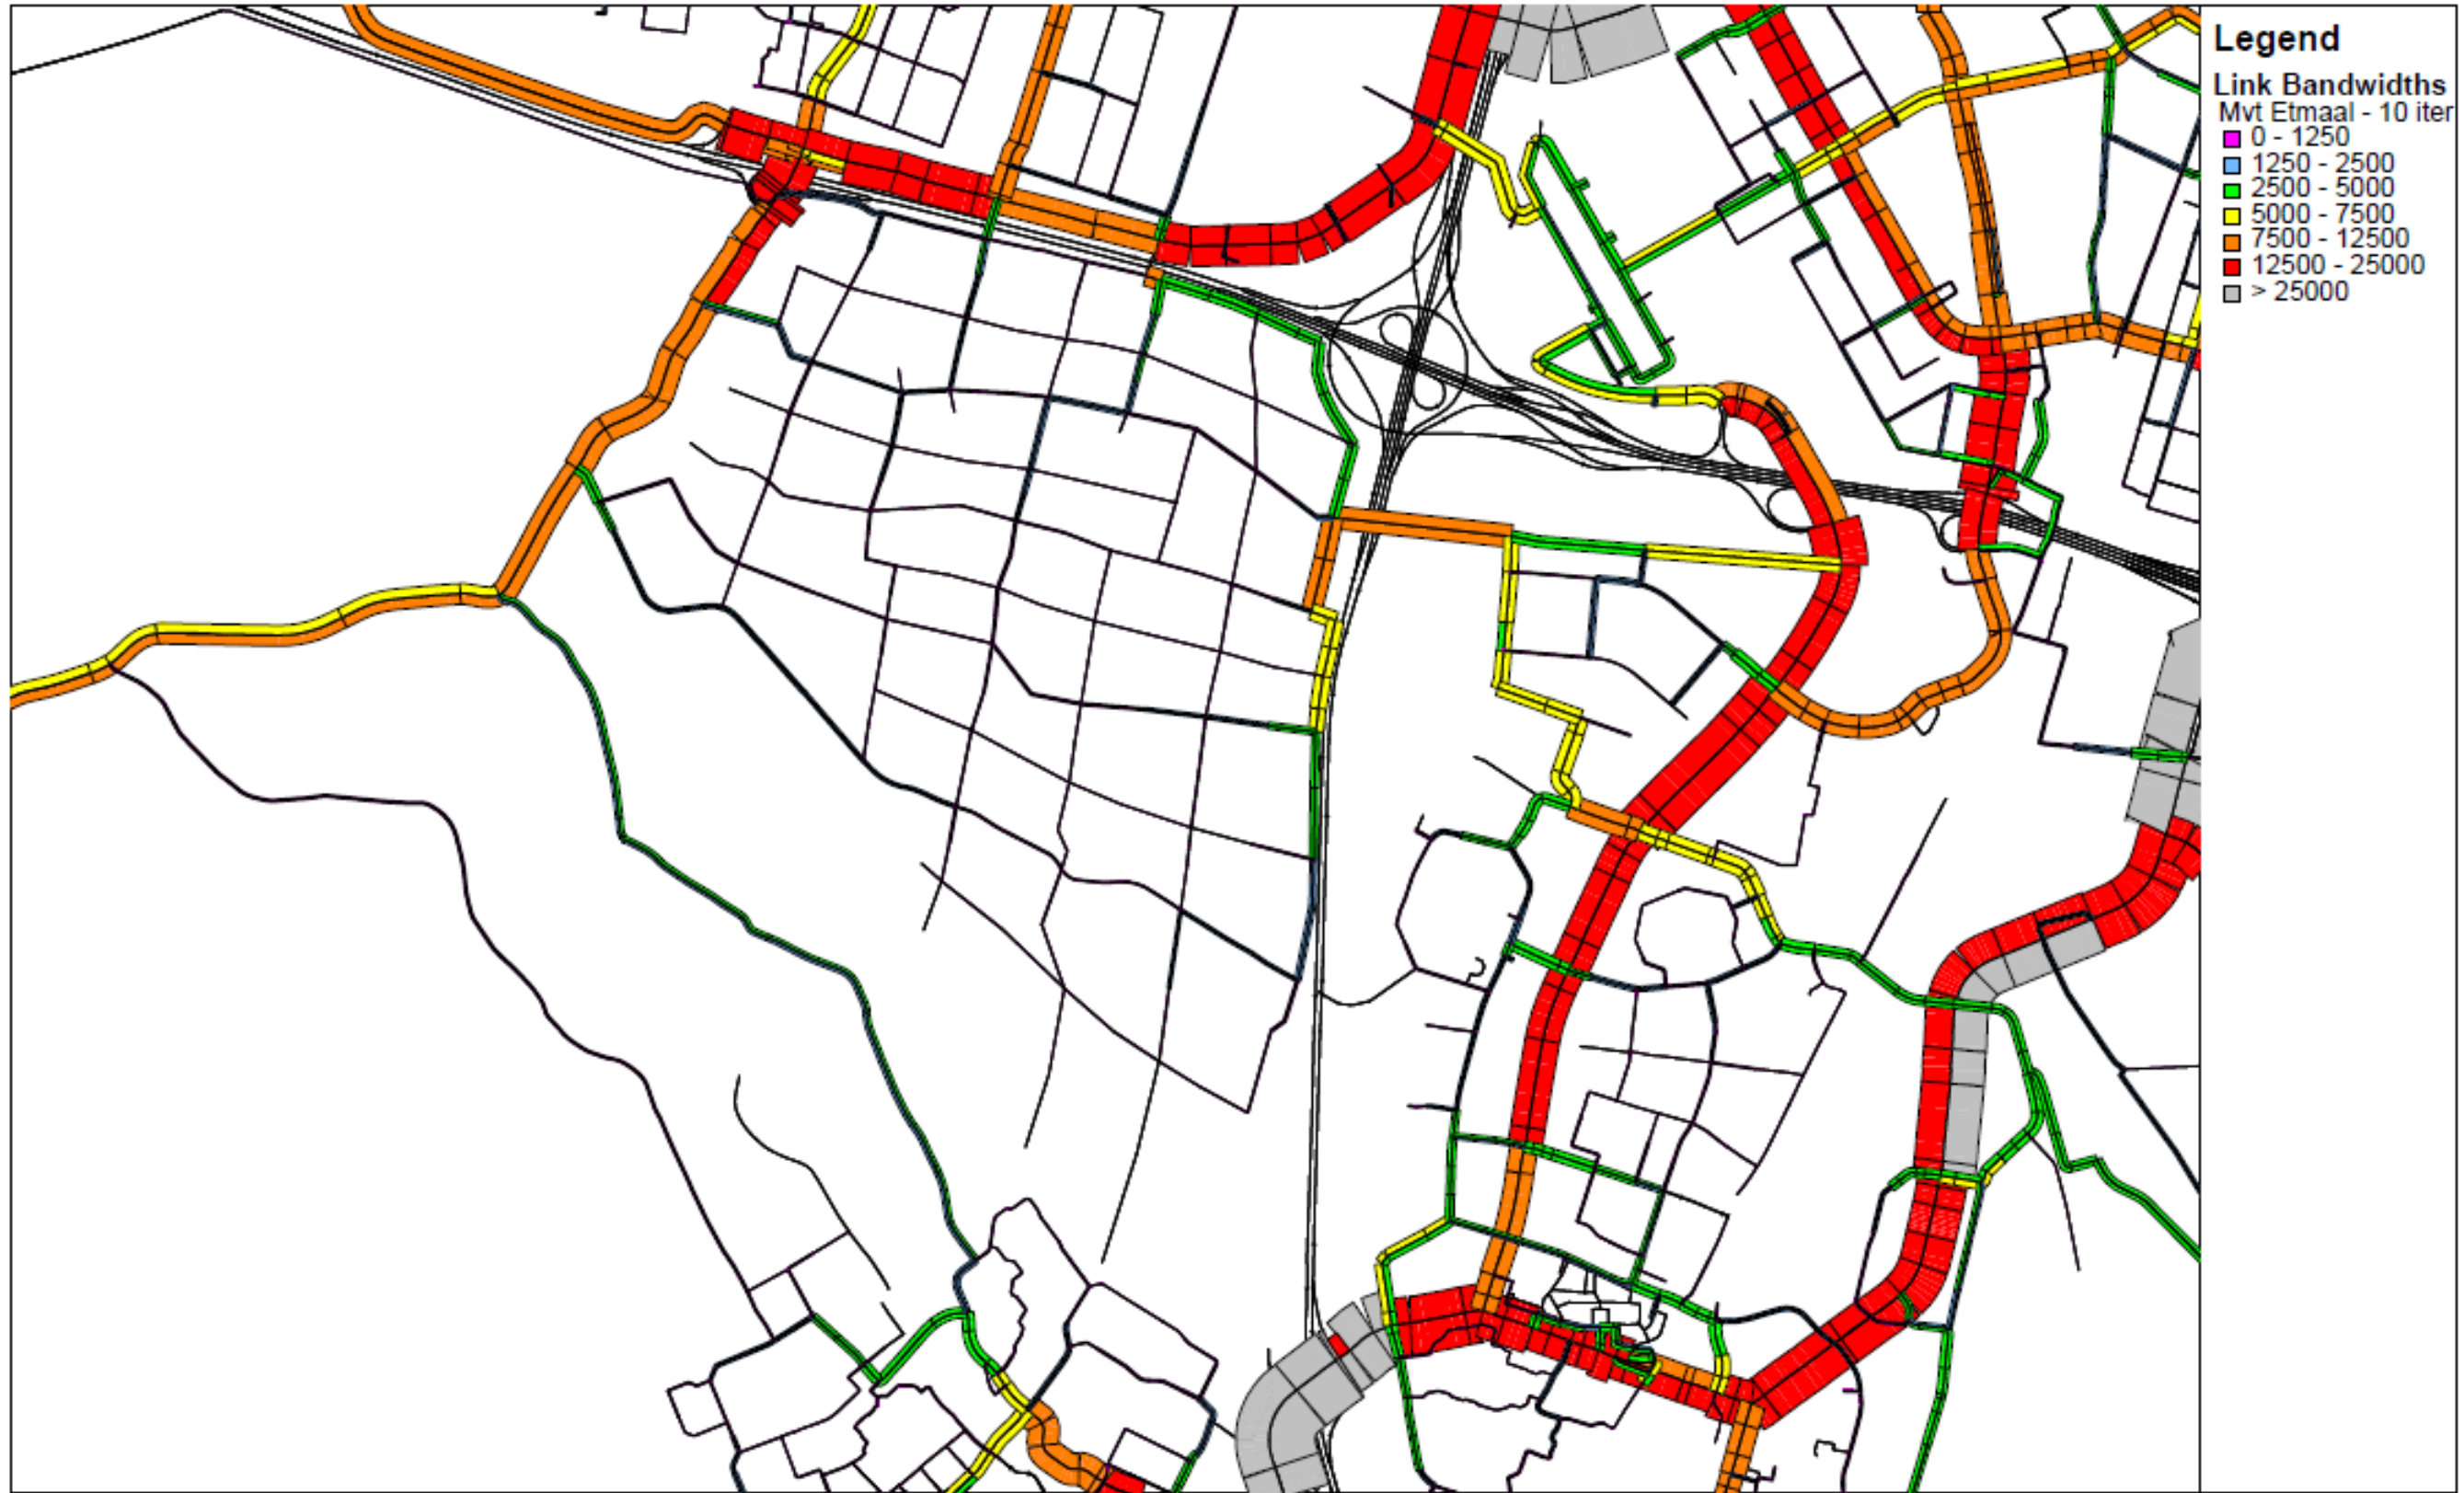 Legend
Link Bandwidths
Mvt Etmaal - 10 iter
0 - 1250
1250 - 2500
2500 - 5000
5000 - 7500
7500 - 12500
12500 - 25000
> 25000